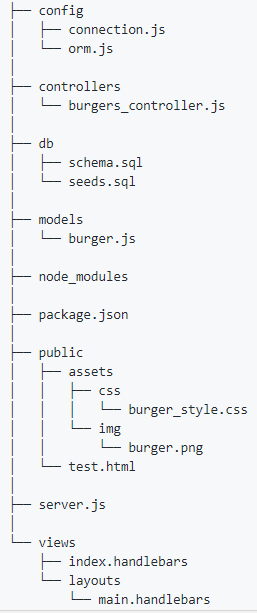 ├── config
│   ├── connection.js
│   └── orm.js
│
├── controllers
│   └── burgers_controller.js
│
├── db
│   ├── schema.sql
│   └── seeds.sql
│
├── models
│   └── burger.js
│
├── node_modules
│
├── package.json
│
├── public
│   ├── assets
│   │   ├── css
│   │   │   └── burger_style.css
│   │   └── img
│   │       └── burger.png
│   └── test.html
│
├── server.js
│
└── views
    ├── index.handlebars
    └── layouts
        └── main.handlebars